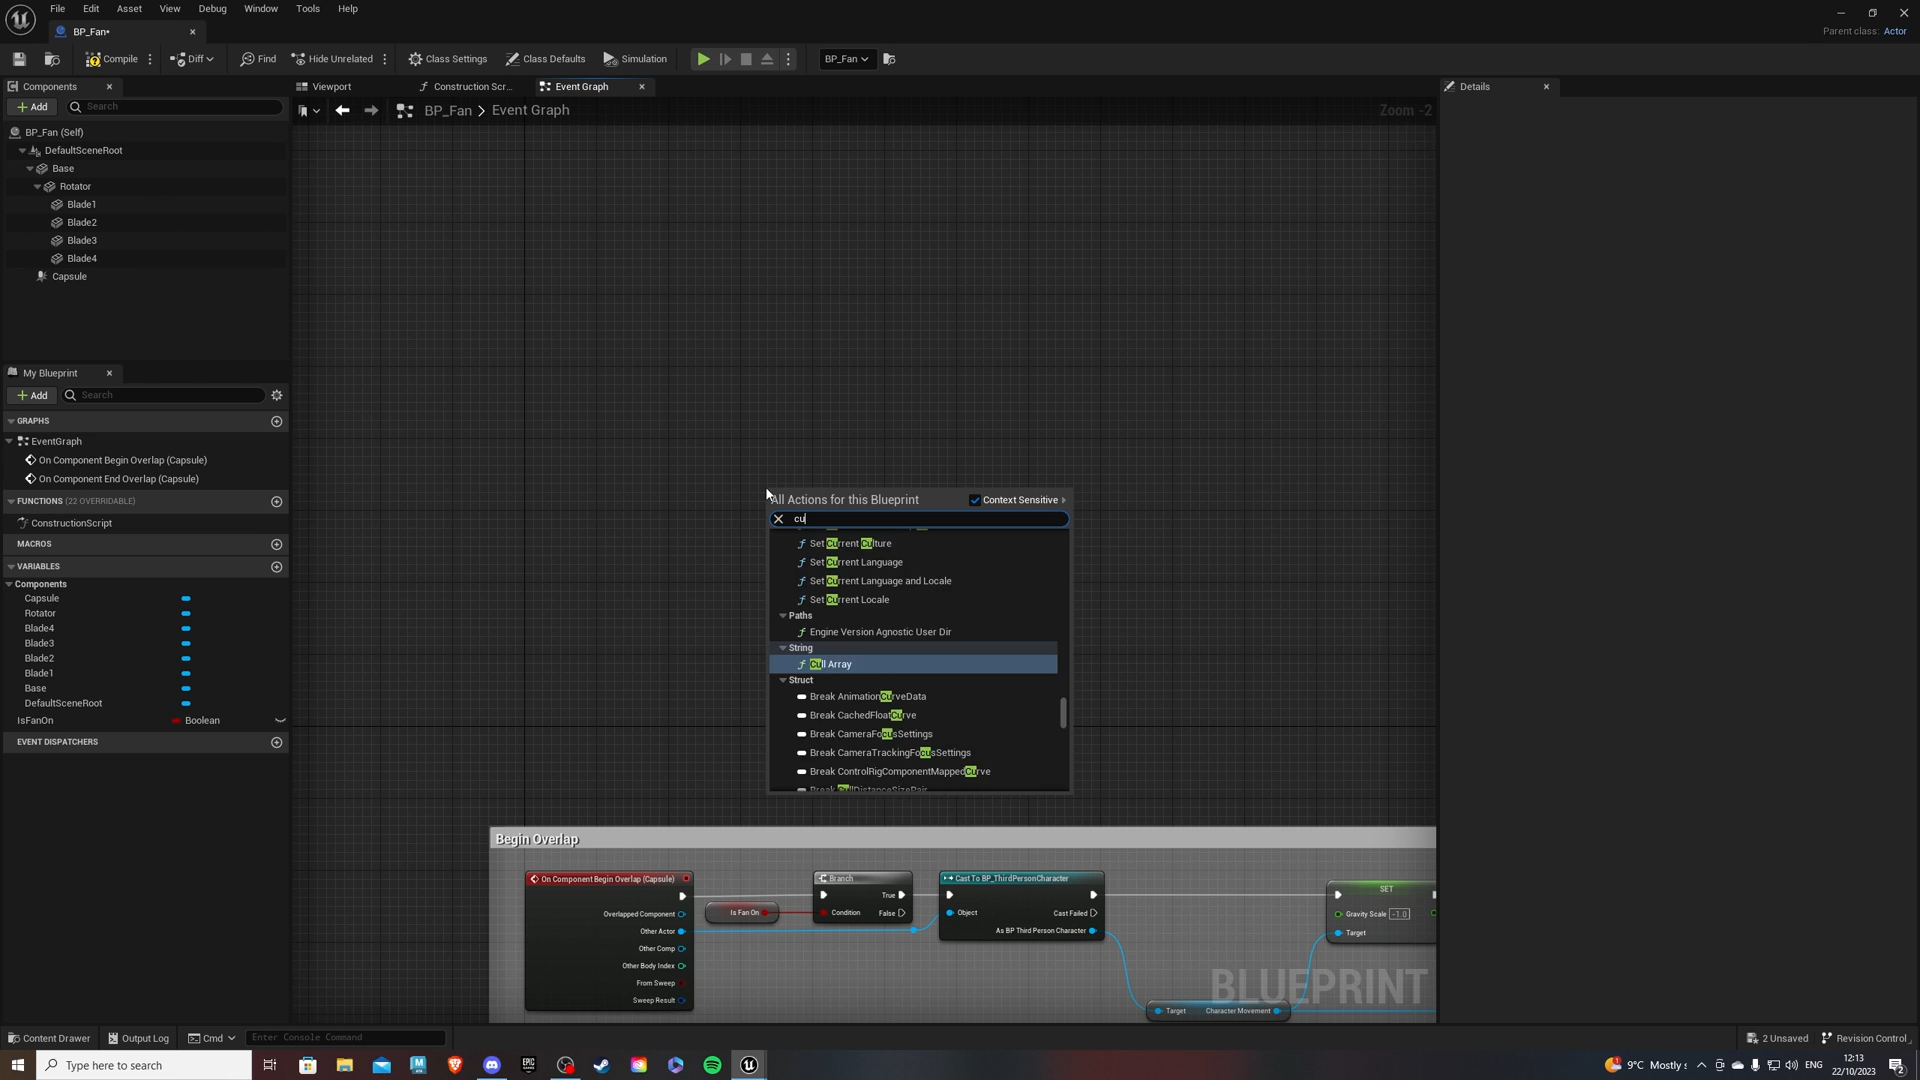 File Edit Asset View Debug Window Tools Help
BP_Fan•
Parent class: Actor
Compile Diff Find Hide Unrelated Class Settings Class Defaults Simulation BP_Fan
Components
Add Search
BP_Fan (Self)
DefaultSceneRoot
Base
Rotator
Blade1
Blade2
Blade3
Blade4
Capsule
My Blueprint
Add Search
GRAPHS
EventGraph
On Component Begin Overlap (Capsule)
On Component End Overlap (Capsule)
FUNCTIONS (22 OVERRIDABLE)
ConstructionScript
MACROS
VARIABLES
Components
Capsule
Rotator
Blade4
Blade3
Blade2
Blade1
Base
DefaultSceneRoot
IsFanOn Boolean
EVENT DISPATCHERS
Viewport Construction Scr... Event Graph
BP_Fan > Event Graph
Zoom -2
All Actions for this Blueprint Context Sensitive
cu
Set Current Culture
Set Current Language
Set Current Language and Locale
Set Current Locale
Paths
Engine Version Agnostic User Dir
String
Cull Array
Struct
Break AnimationCurveData
Break CachedFloatCurve
Break CameraFocusSettings
Break CameraTrackingFocusSettings
Break ControlRigComponentMappedCurve
Break CullDistanceSizePair
Begin Overlap
On Component Begin Overlap (Capsule)
Overlapped Component
Other Actor
Other Comp
Other Body Index
From Sweep
Sweep Result
Is Fan On
Branch
True
Condition False
Cast To BP_ThirdPersonCharacter
Object Cast Failed
As BP Third Person Character
SET
Gravity Scale -1.0
Target
Target Character Movement
BLUEPRINT
Details
Content Drawer Output Log Cmd Enter Console Command
2 Unsaved Revision Control
Type here to search
9°C Mostly s
ENG
12:13
22/10/2023